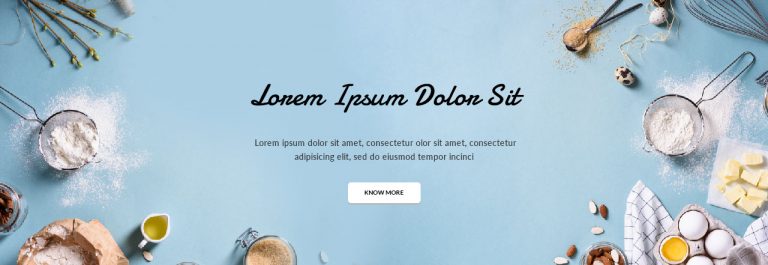 Lorem Ipsum Dolor Sit
Lorem ipsum dolor sit amet, consectetur olor sit amet, consectetur
adipisicing elit, sed do eiusmod tempor incinci
KNOW MORE